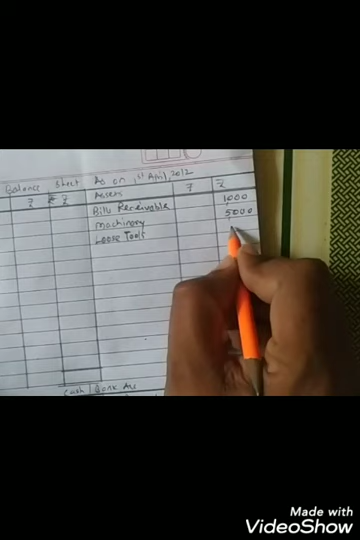 Balance Sheet As on 1st April, 2012
₹ ₹ Assets ₹ ₹
Bills Receivable 1000
Machinery 5000
Loose Tools
Cash / Bank A/c
Made with
VideoShow